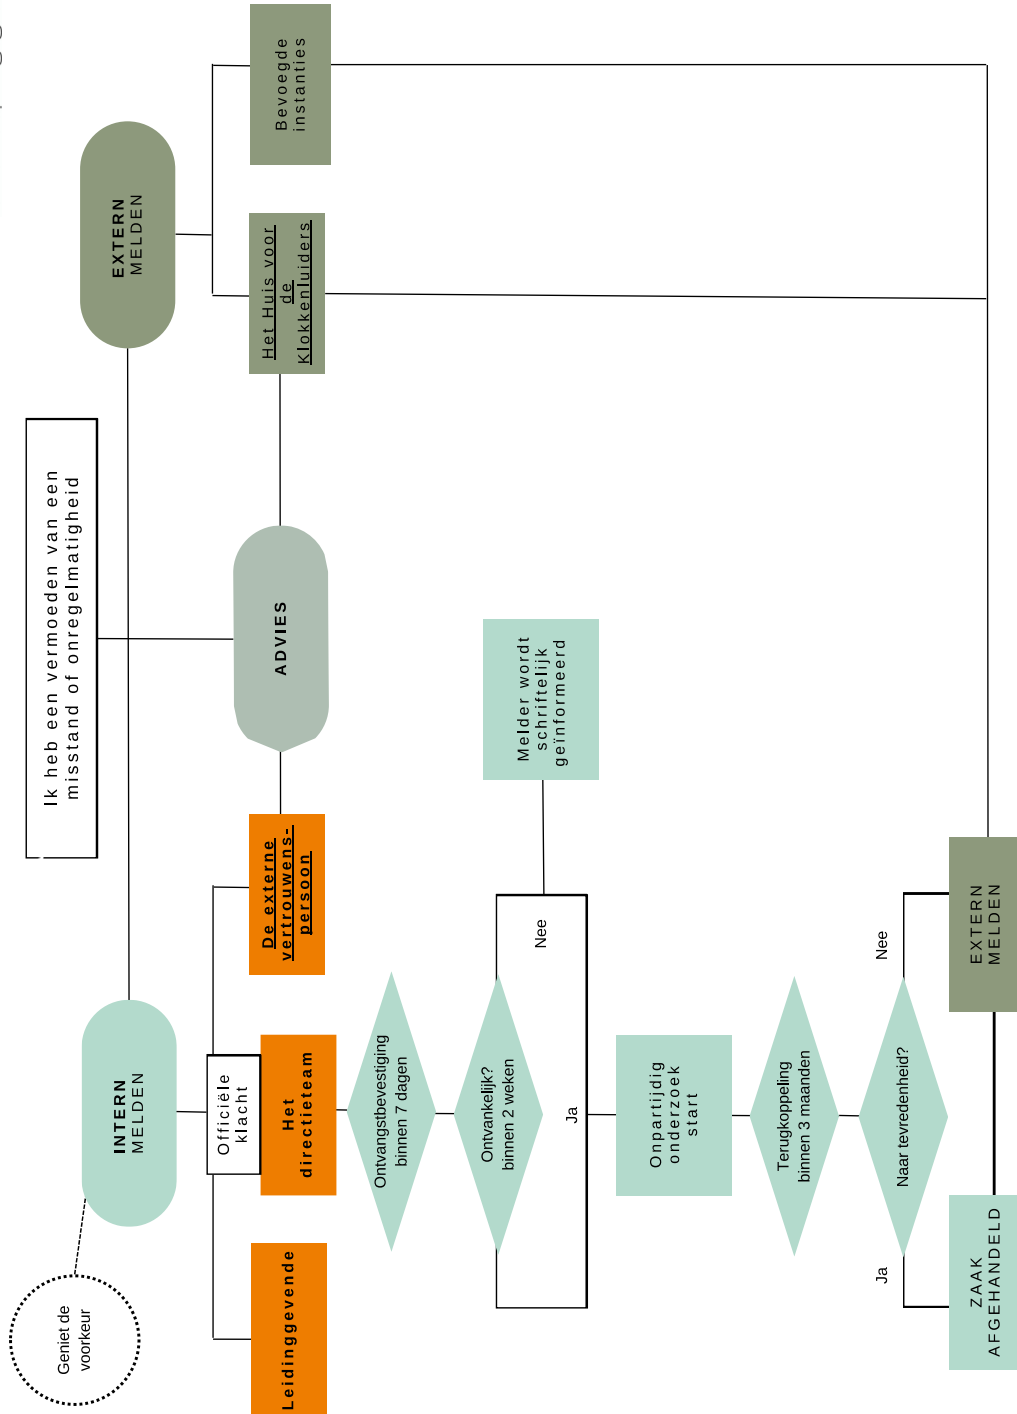 Ik heb een vermoeden van een
misstand of onregelmatigheid
Geniet de
voorkeur
INTERN
MELDEN
EXTERN
MELDEN
ADVIES
Leidinggevende
Officiële
klacht
Het
directieteam
De externe
vertrouwens-
persoon
Het Huis voor
de
Klokkenluiders
Bevoegde
instanties
Ontvangstbevestiging
binnen 7 dagen
Ontvankelijk?
binnen 2 weken
Nee
Melder wordt
schriftelijk
geïnformeerd
Ja
Onpartijdig
onderzoek
start
Terugkoppeling
binnen 3 maanden
Naar tevredenheid?
Ja
Nee
ZAAK
AFGEHANDELD
EXTERN
MELDEN